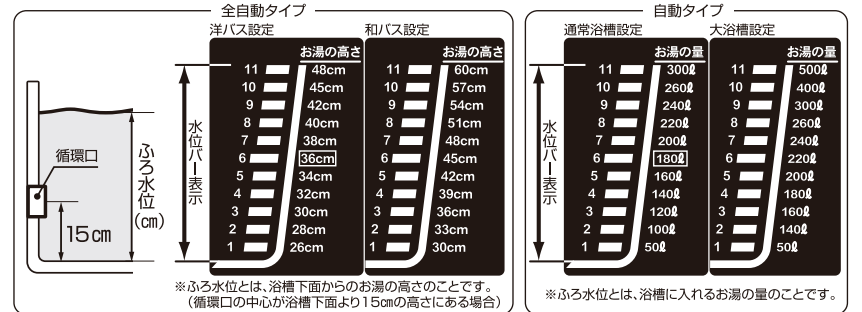 全自動タイプ
洋バス設定
お湯の高さ
11 48cm
10 45cm
9 42cm
8 40cm
7 38cm
6 36cm
5 34cm
4 32cm
3 30cm
2 28cm
1 26cm
和バス設定
お湯の高さ
11 60cm
10 57cm
9 54cm
8 51cm
7 48cm
6 45cm
5 42cm
4 39cm
3 36cm
2 33cm
1 30cm
水位バー表示
循環口
15cm
ふろ水位(cm)
※ふろ水位とは、浴槽下面からのお湯の高さのことです。
(循環口の中心が浴槽下面より15cmの高さにある場合)
自動タイプ
通常浴槽設定
お湯の量
11 300ℓ
10 260ℓ
9 240ℓ
8 220ℓ
7 200ℓ
6 180ℓ
5 160ℓ
4 140ℓ
3 120ℓ
2 100ℓ
1 50ℓ
大浴槽設定
お湯の量
11 500ℓ
10 400ℓ
9 300ℓ
8 260ℓ
7 240ℓ
6 220ℓ
5 200ℓ
4 180ℓ
3 160ℓ
2 140ℓ
1 50ℓ
水位バー表示
※ふろ水位とは、浴槽に入れるお湯の量のことです。